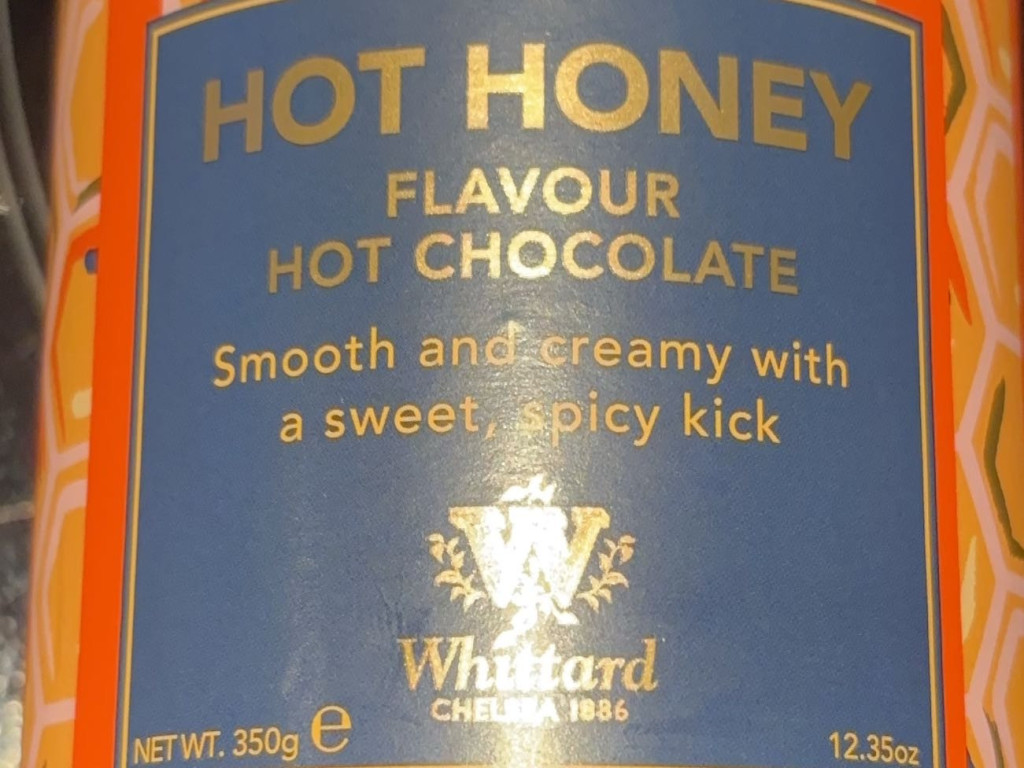 HOT HONEY
FLAVOUR
HOT CHOCOLATE
Smooth and creamy with
a sweet, spicy kick
W
Whittard
CHELSEA 1886
NET WT. 350g e
12.35oz